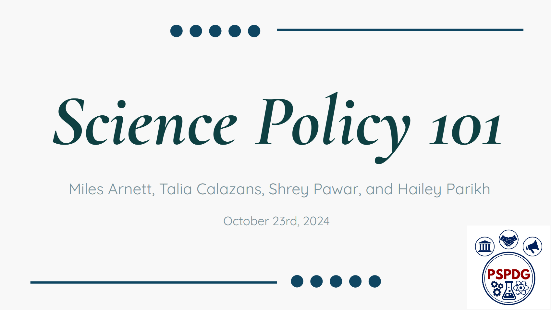 Science Policy 101
Miles Arnett, Talia Calazans, Shrey Pawar, and Hailey Parikh
October 23rd, 2024
PSPDG